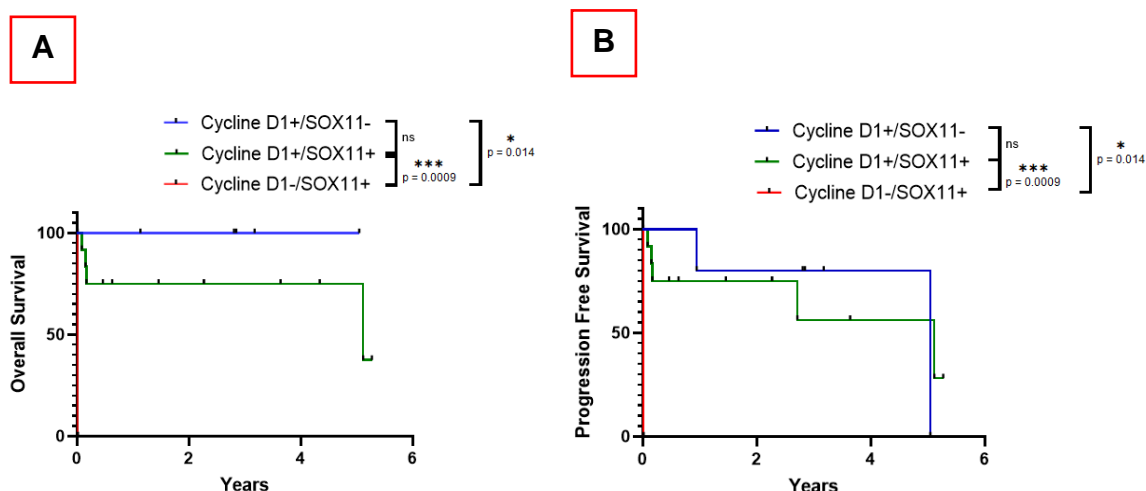 A
Cycline D1+/SOX11-
Cycline D1+/SOX11+
Cycline D1-/SOX11+
ns
***
p = 0.0009
*
p = 0.014
Overall Survival
100
50
0
0 2 4 6
Years
B
Cycline D1+/SOX11-
Cycline D1+/SOX11+
Cycline D1-/SOX11+
ns
***
p = 0.0009
*
p = 0.014
Progression Free Survival
100
50
0
0 2 4 6
Years